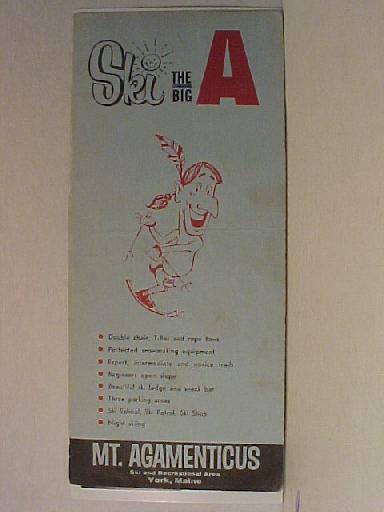 Ski THE BIG A
Double chair, T-Bar and rope tows
Perfected snowmaking equipment
Expert, intermediate and novice trails
Beginners open slope
Beautiful ski lodge and snack bar
Three parking areas
Ski School, Ski Patrol, Ski Shop
Night skiing
MT. AGAMENTICUS
Ski and Recreational Area
York, Maine